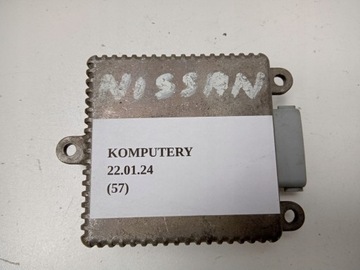 NISSAN
KOMPUTERY
22.01.24
(57)